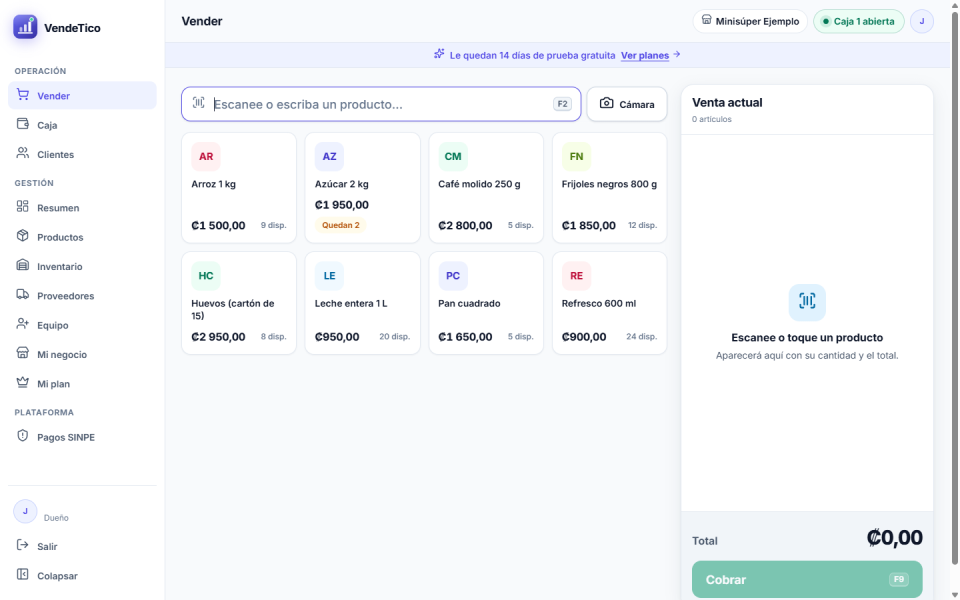 VendeTico
OPERACIÓN
Vender
Caja
Clientes
GESTIÓN
Resumen
Productos
Inventario
Proveedores
Equipo
Mi negocio
Mi plan
PLATAFORMA
Pagos SINPE
J
Dueño
Salir
Colapsar
Vender
Minisúper Ejemplo
Caja 1 abierta
J
Le quedan 14 días de prueba gratuita Ver planes →
Escanee o escriba un producto...
F2
Cámara
AR
Arroz 1 kg
₡1 500,00
9 disp.
AZ
Azúcar 2 kg
₡1 950,00
Quedan 2
CM
Café molido 250 g
₡2 800,00
5 disp.
FN
Frijoles negros 800 g
₡1 850,00
12 disp.
HC
Huevos (cartón de
15)
₡2 950,00
8 disp.
LE
Leche entera 1 L
₡950,00
20 disp.
PC
Pan cuadrado
₡1 650,00
5 disp.
RE
Refresco 600 ml
₡900,00
24 disp.
Venta actual
0 artículos
Escanee o toque un producto
Aparecerá aquí con su cantidad y el total.
Total
₡0,00
Cobrar
F9